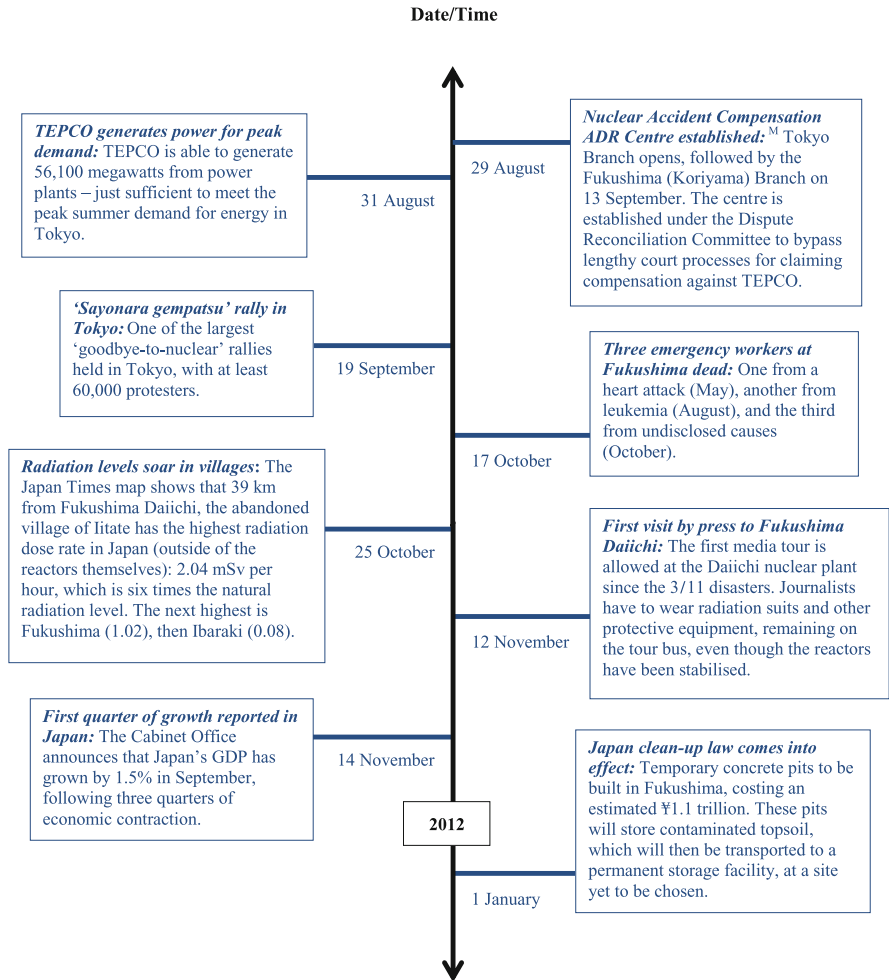 Date/Time
Nuclear Accident Compensation
ADR Centre established: M Tokyo
Branch opens, followed by the
Fukushima (Koriyama) Branch on
13 September. The centre is
established under the Dispute
Reconciliation Committee to bypass
lengthy court processes for claiming
compensation against TEPCO.
29 August
TEPCO generates power for peak
demand: TEPCO is able to generate
56,100 megawatts from power
plants – just sufficient to meet the
peak summer demand for energy in
Tokyo.
31 August
‘Sayonara gempatsu’ rally in
Tokyo: One of the largest
‘goodbye-to-nuclear’ rallies
held in Tokyo, with at least
60,000 protesters.
19 September
Three emergency workers at
Fukushima dead: One from a
heart attack (May), another from
leukemia (August), and the third
from undisclosed causes
(October).
17 October
Radiation levels soar in villages: The
Japan Times map shows that 39 km
from Fukushima Daiichi, the abandoned
village of Iitate has the highest radiation
dose rate in Japan (outside of the
reactors themselves): 2.04 mSv per
hour, which is six times the natural
radiation level. The next highest is
Fukushima (1.02), then Ibaraki (0.08).
25 October
First visit by press to Fukushima
Daiichi: The first media tour is
allowed at the Daiichi nuclear plant
since the 3/11 disasters. Journalists
have to wear radiation suits and other
protective equipment, remaining on
the tour bus, even though the reactors
have been stabilised.
12 November
First quarter of growth reported in
Japan: The Cabinet Office
announces that Japan’s GDP has
grown by 1.5% in September,
following three quarters of
economic contraction.
14 November
2012
Japan clean-up law comes into
effect: Temporary concrete pits to be
built in Fukushima, costing an
estimated ¥1.1 trillion. These pits
will store contaminated topsoil,
which will then be transported to a
permanent storage facility, at a site
yet to be chosen.
1 January